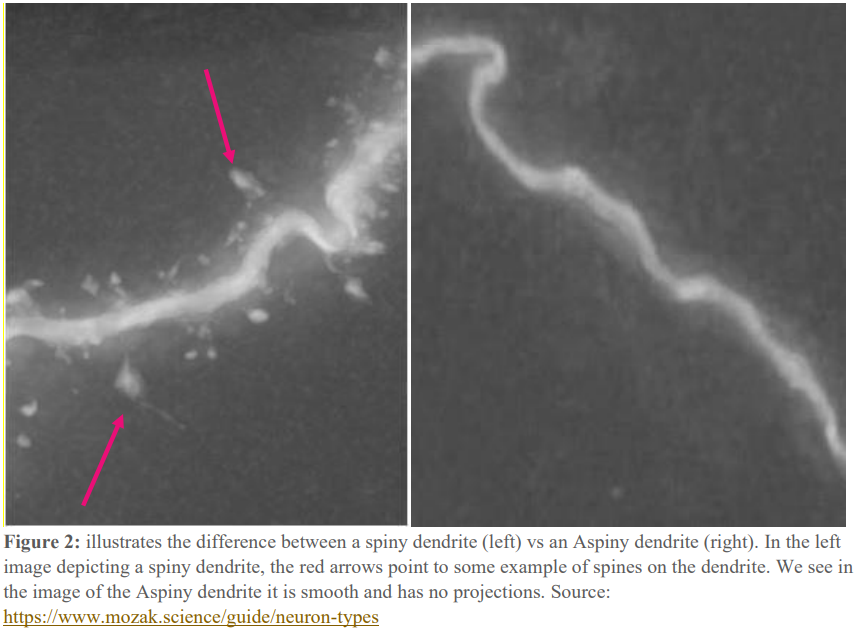 Figure 2: illustrates the difference between a spiny dendrite (left) vs an Aspiny dendrite (right). In the left
image depicting a spiny dendrite, the red arrows point to some example of spines on the dendrite. We see in
the image of the Aspiny dendrite it is smooth and has no projections. Source:
https://www.mozak.science/guide/neuron-types